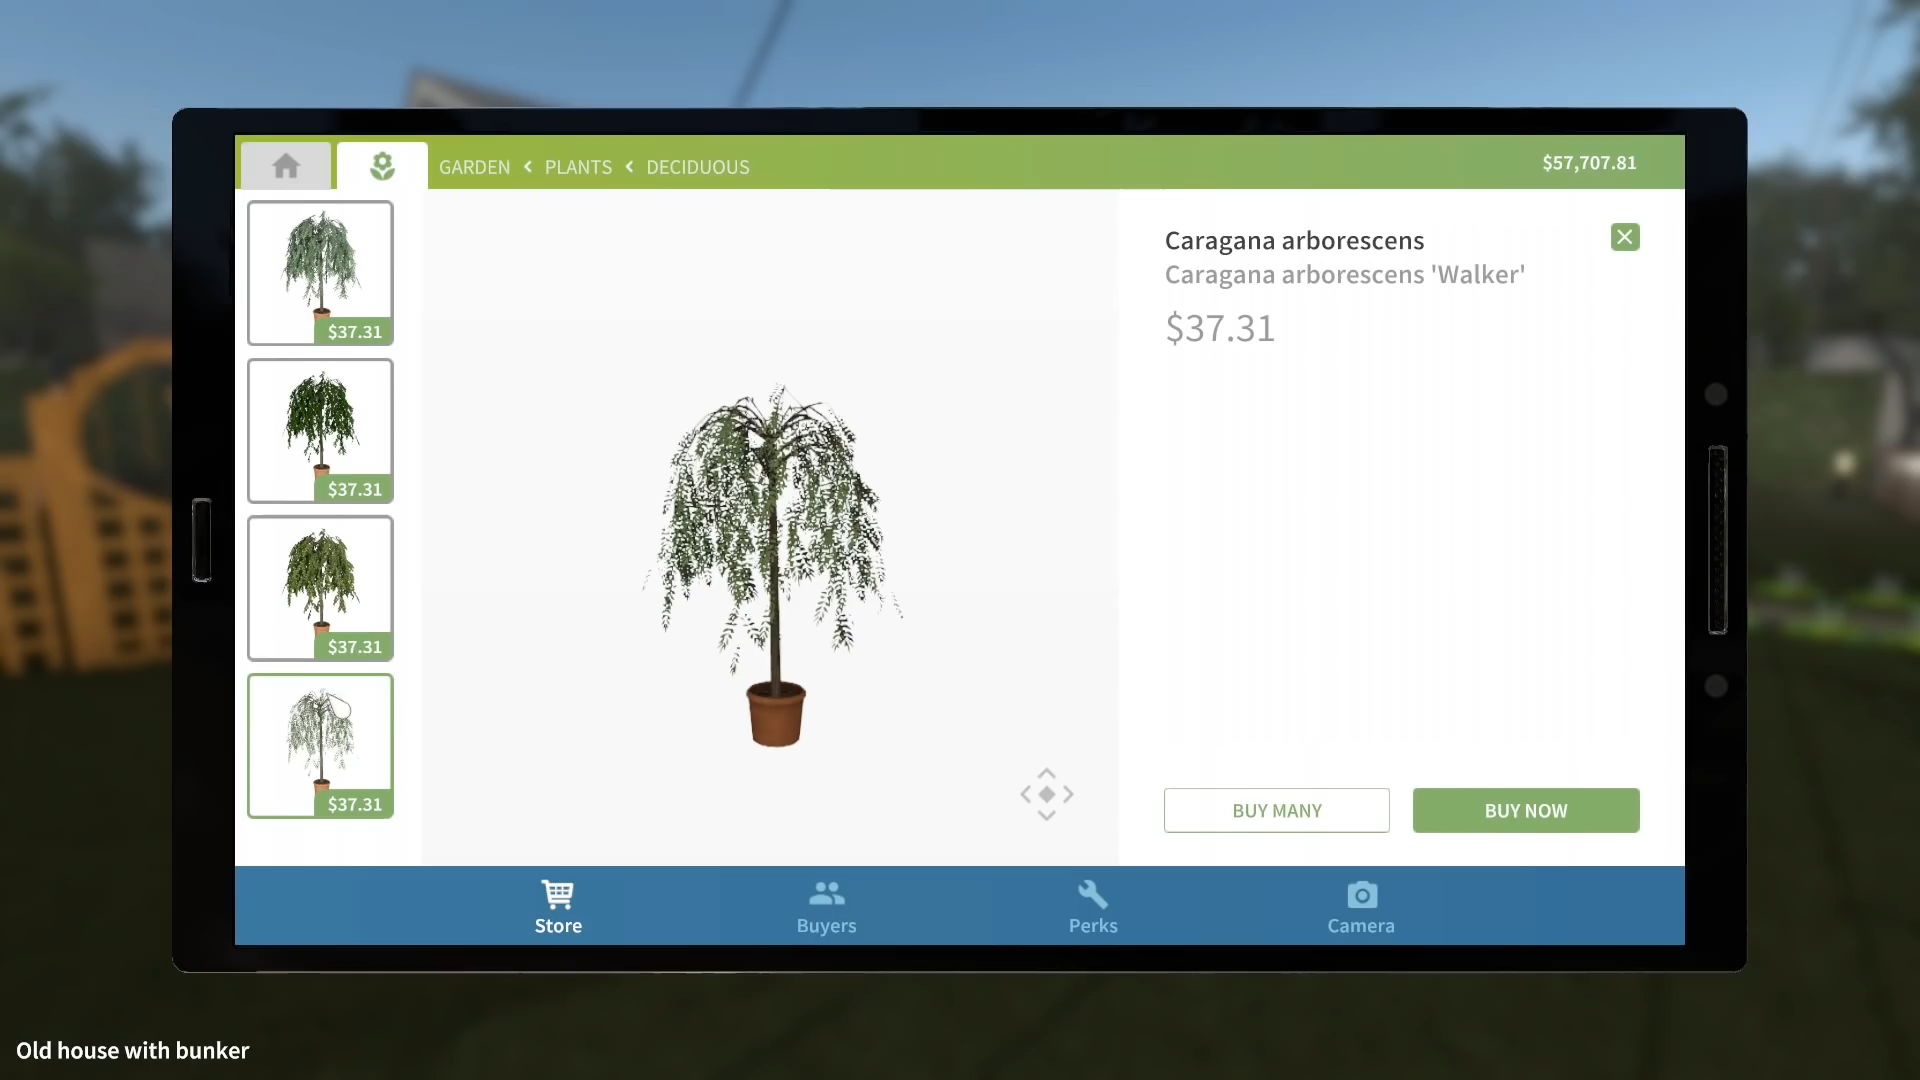 GARDEN < PLANTS < DECIDUOUS
$57,707.81
$37.31
$37.31
$37.31
$37.31
Caragana arborescens
Caragana arborescens 'Walker'
$37.31
BUY MANY
BUY NOW
Store
Buyers
Perks
Camera
Old house with bunker